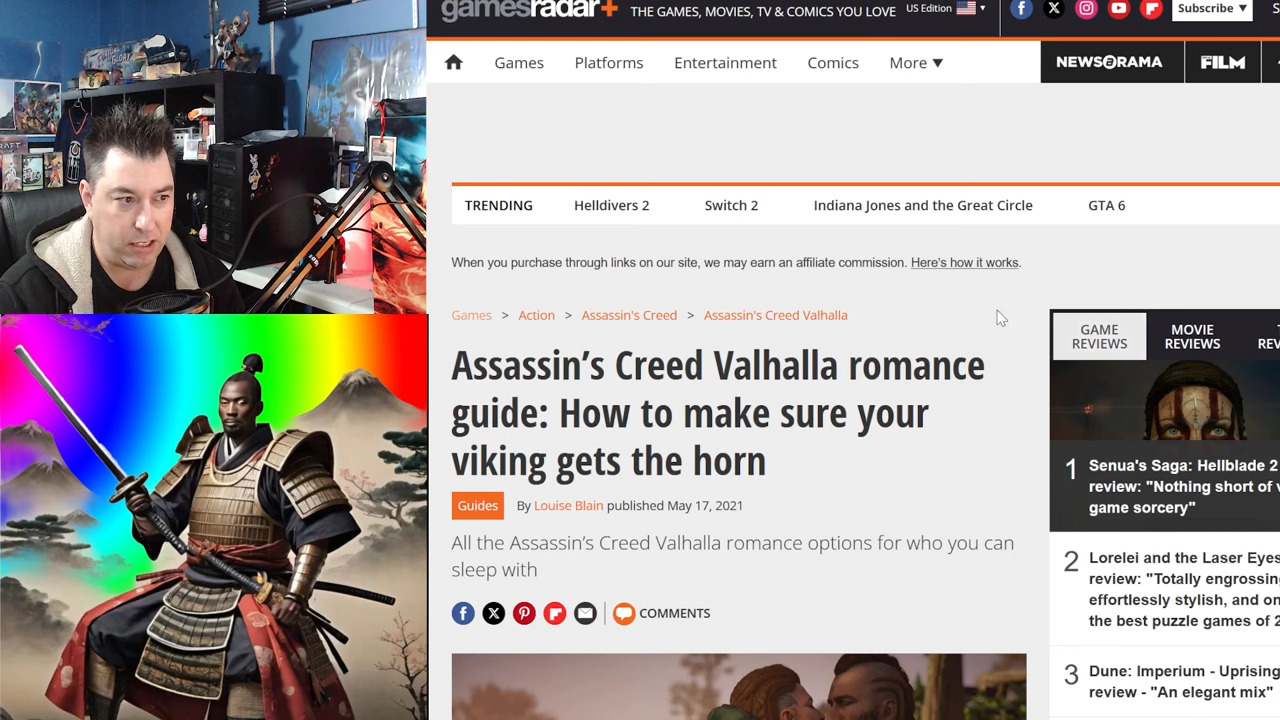 gamesradar+
THE GAMES, MOVIES, TV & COMICS YOU LOVE
US Edition
Subscribe ▼
Games Platforms Entertainment Comics More ▼
NEWSARAMA
FILM
TRENDING Helldivers 2 Switch 2 Indiana Jones and the Great Circle GTA 6
When you purchase through links on our site, we may earn an affiliate commission. Here's how it works.
Games > Action > Assassin's Creed > Assassin's Creed Valhalla
Assassin's Creed Valhalla romance
guide: How to make sure your
viking gets the horn
Guides By Louise Blain published May 17, 2021
All the Assassin's Creed Valhalla romance options for who you can
sleep with
COMMENTS
GAME
REVIEWS
MOVIE
REVIEWS
1 Senua's Saga: Hellblade 2
review: "Nothing short of
game sorcery"
2 Lorelei and the Laser Eyes
review: "Totally engrossing
effortlessly stylish, and on
the best puzzle games of 2
3 Dune: Imperium - Uprising
review - "An elegant mix"